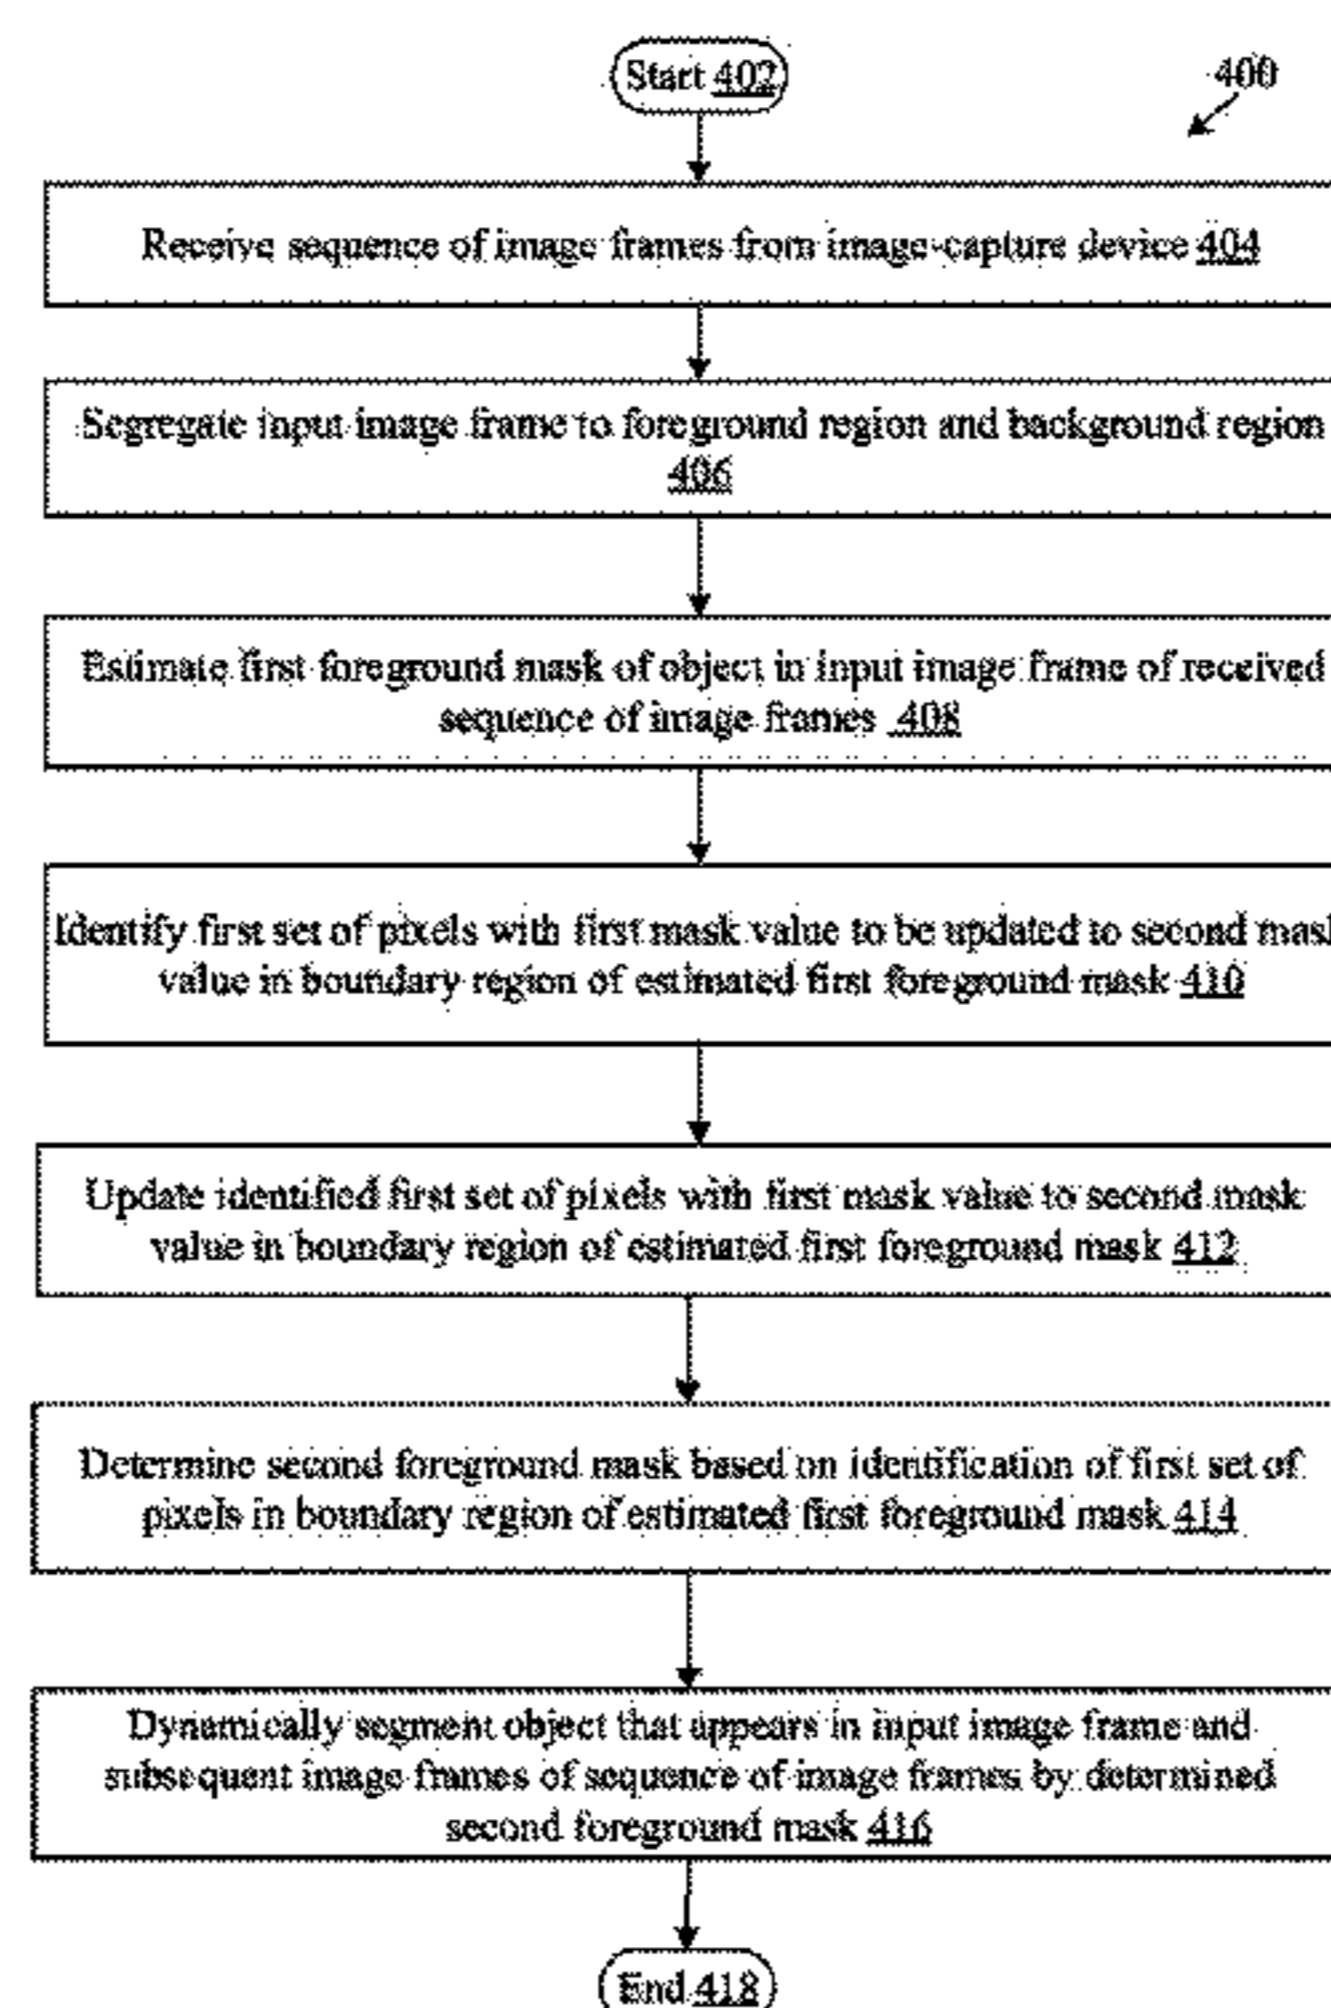 Start 402
400
Receive sequence of image frames from image-capture device 404
Segregate input image frame to foreground region and background region
406
Estimate first foreground mask of object in input image frame of received
sequence of image frames 408
Identify first set of pixels with first mask value to be updated to second mask
value in boundary region of estimated first foreground mask 410
Update identified first set of pixels with first mask value to second mask
value in boundary region of estimated first foreground mask 412
Determine second foreground mask based on identification of first set of
pixels in boundary region of estimated first foreground mask 414
Dynamically segment object that appears in input image frame and
subsequent image frames of sequence of image frames by determined
second foreground mask 416
End 418